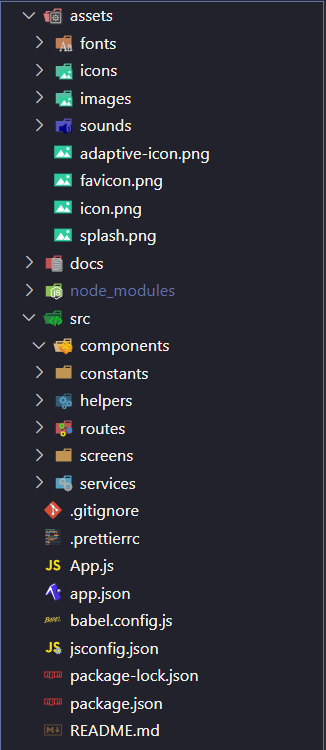 assets
fonts
icons
images
sounds
adaptive-icon.png
favicon.png
icon.png
splash.png
docs
node_modules
src
components
constants
helpers
routes
screens
services
.gitignore
.prettierrc
JS App.js
app.json
BABEL babel.config.js
JS jsconfig.json
package-lock.json
package.json
README.md